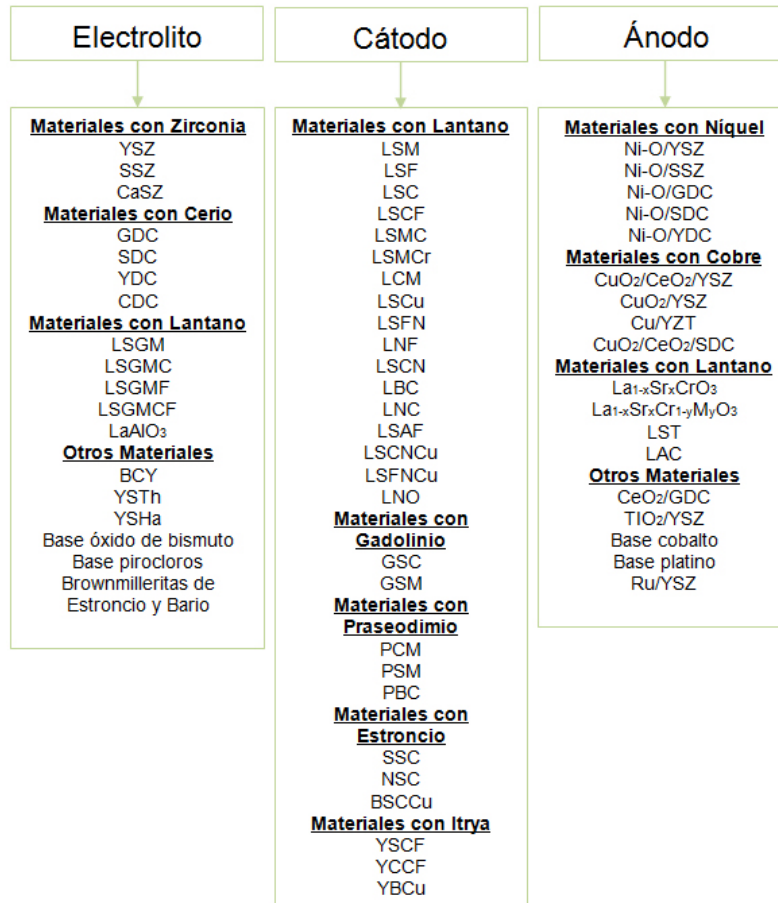 Electrolito
Materiales con Zirconia
YSZ
SSZ
CaSZ
Materiales con Cerio
GDC
SDC
YDC
CDC
Materiales con Lantano
LSGM
LSGMC
LSGMF
LSGMCF
LaAlO₃
Otros Materiales
BCY
YSTh
YSHa
Base óxido de bismuto
Base pirocloros
Brownmilleritas de
Estroncio y Bario
Cátodo
Materiales con Lantano
LSM
LSF
LSC
LSCF
LSMC
LSMCr
LCM
LSCu
LSFN
LNF
LSCN
LBC
LNC
LSAF
LSCNCu
LSFNCu
LNO
Materiales con
Gadolinio
GSC
GSM
Materiales con
Praseodimio
PCM
PSM
PBC
Materiales con
Estroncio
SSC
NSC
BSCCu
Materiales con Itrya
YSCF
YCCF
YBCu
Ánodo
Materiales con Níquel
Ni-O/YSZ
Ni-O/SSZ
Ni-O/GDC
Ni-O/SDC
Ni-O/YDC
Materiales con Cobre
CuO₂/CeO₂/YSZ
CuO₂/YSZ
Cu/YZT
CuO₂/CeO₂/SDC
Materiales con Lantano
La₁₋ₓSrₓCrO₃
La₁₋ₓSrₓCr₁₋yMyO₃
LST
LAC
Otros Materiales
CeO₂/GDC
TIO₂/YSZ
Base cobalto
Base platino
Ru/YSZ